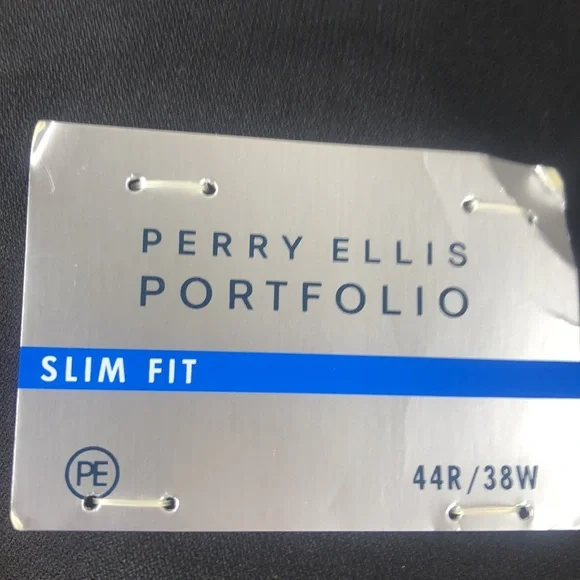 PERRY ELLIS
PORTFOLIO
SLIM FIT
PE
44R/38W